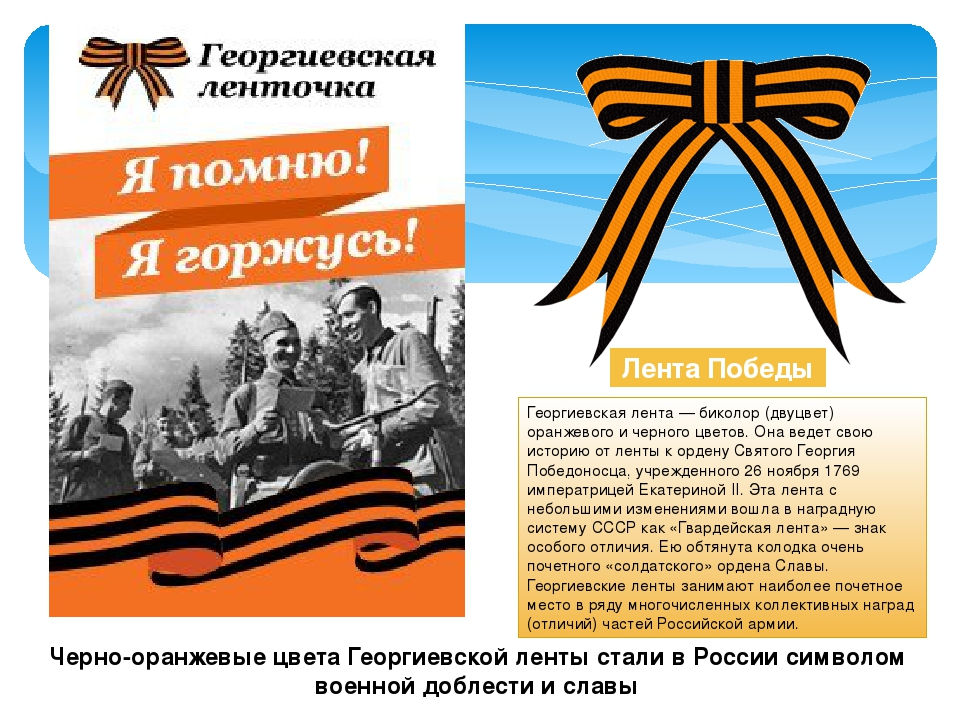 Георгиевская
ленточка
Я помню!
Я горжусь!
Лента Победы
Георгиевская лента — биколор (двуцвет)
оранжевого и черного цветов. Она ведет свою
историю от ленты к ордену Святого Георгия
Победоносца, учрежденного 26 ноября 1769
императрицей Екатериной II. Эта лента с
небольшими изменениями вошла в наградную
систему СССР как «Гвардейская лента» — знак
особого отличия. Ею обтянута колодка очень
почетного «солдатского» ордена Славы.
Георгиевские ленты занимают наиболее почетное
место в ряду многочисленных коллективных наград
(отличий) частей Российской армии.
Черно-оранжевые цвета Георгиевской ленты стали в России символом
военной доблести и славы